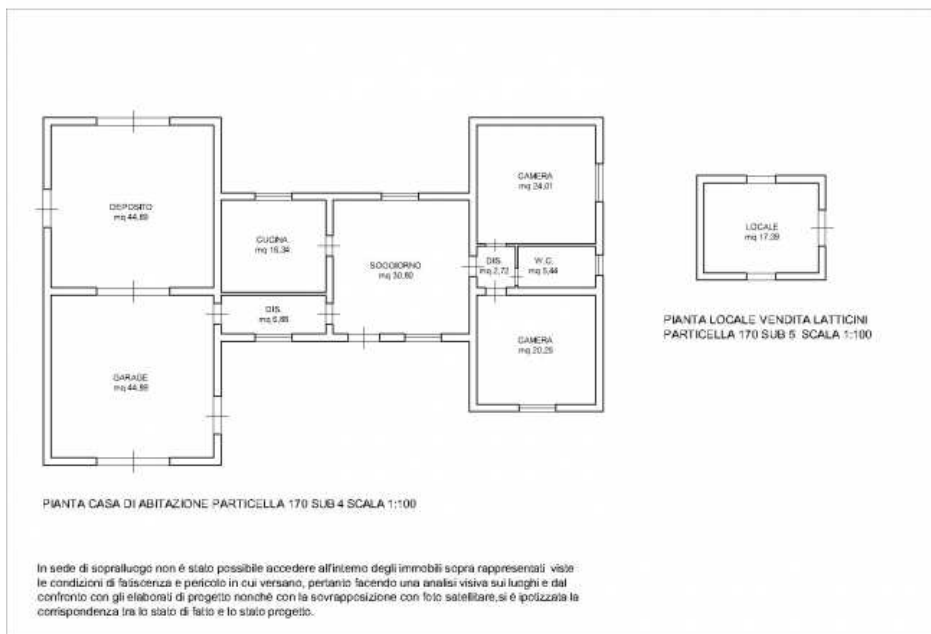 DEPOSITO
mq 44,89
CUCINA
mq 16,34
SOGGIORNO
mq 30,60
CAMERA
mq 24,01
DIS.
mq 2,72
W.C.
mq 5,44
DIS.
mq 6,88
GARAGE
mq 44,89
CAMERA
mq 20,25
LOCALE
mq 17,39
PIANTA LOCALE VENDITA LATTICINI
PARTICELLA 170 SUB 5 SCALA 1:100
PIANTA CASA DI ABITAZIONE PARTICELLA 170 SUB 4 SCALA 1:100
In sede di sopralluogo non é stato possibile accedere all'interno degli immobili sopra rappresentati viste
le condizioni di fatiscenza e pericolo in cui versano, pertanto facendo una analisi visiva sui luoghi e dal
confronto con gli elaborati di progetto nonché con la sovrapposizione con foto satellitare,si é ipotizzata la
corrispondenza tra lo stato di fatto e lo stato progetto.